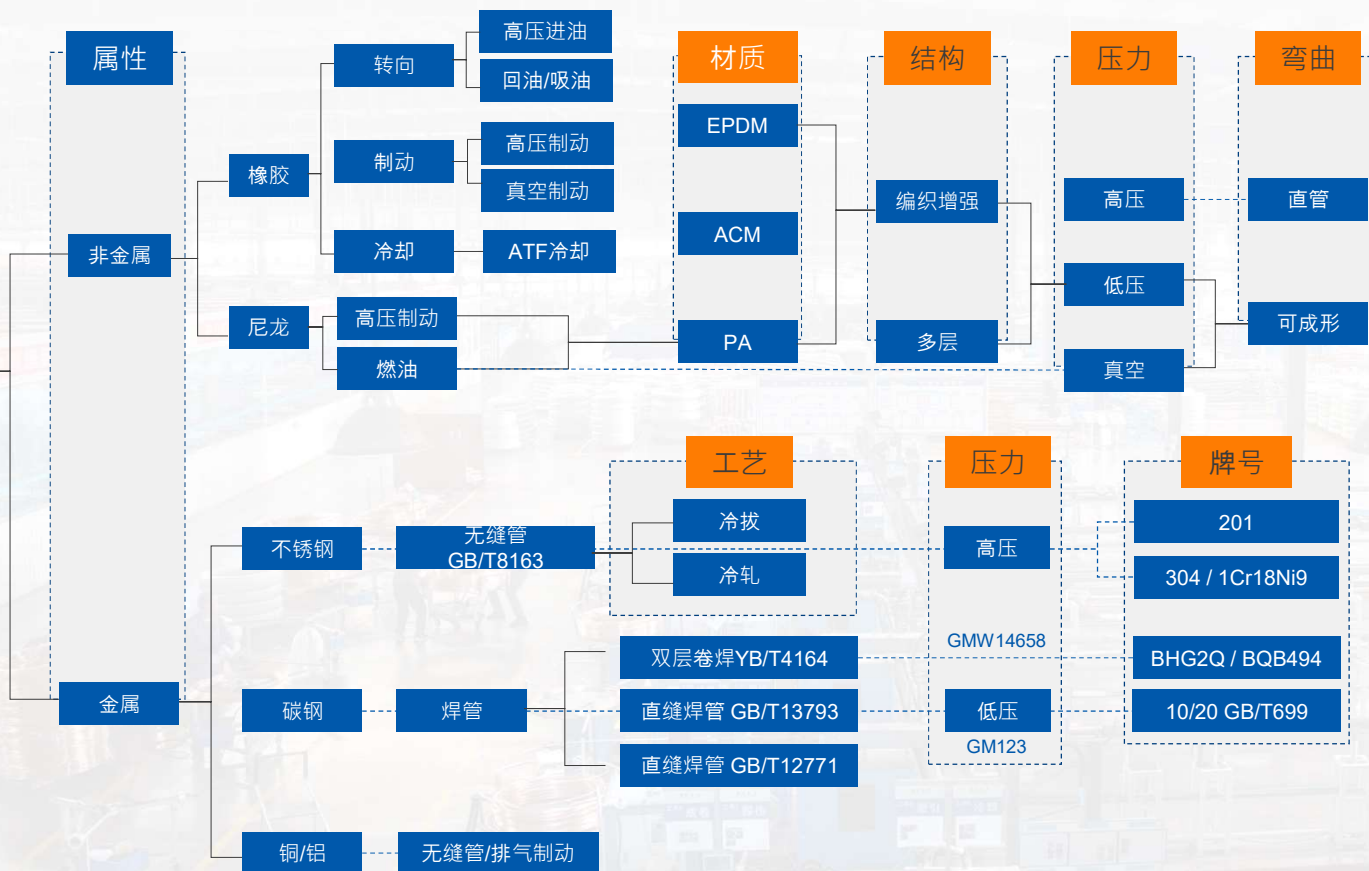 属性
非金属
金属
橡胶
尼龙
转向
高压进油
回油/吸油
制动
高压制动
真空制动
冷却
ATF冷却
高压制动
燃油
材质
EPDM
ACM
PA
结构
编织增强
多层
压力
高压
低压
真空
弯曲
直管
可成形
不锈钢
无缝管
GB/T8163
工艺
冷拔
冷轧
压力
高压
GMW14658
低压
GM123
牌号
201
304 / 1Cr18Ni9
BHG2Q / BQB494
10/20 GB/T699
碳钢
焊管
双层卷焊YB/T4164
直缝焊管 GB/T13793
直缝焊管 GB/T12771
铜/铝
无缝管/排气制动